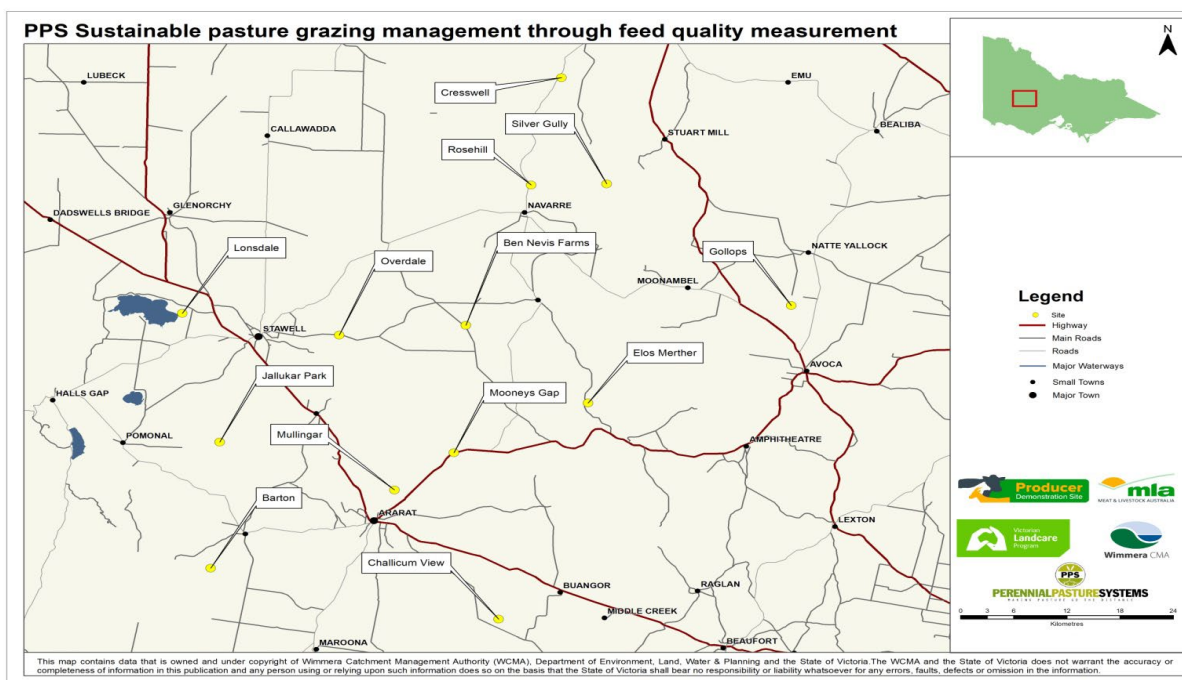 PPS Sustainable pasture grazing management through feed quality measurement
N
LUBECK
EMU
Cresswell
Silver Gully
CALLAWADDA
STUART MILL
BEALIBA
Rosehill
GLENORCHY
DADSWELLS BRIDGE
NAVARRE
Lonsdale
Overdale
Ben Nevis Farms
Gollops
NATTE YALLOCK
MOONAMBEL
STAWELL
Elos Merther
Jallukar Park
AVOCA
HALLS GAP
Mooneys Gap
Mullingar
POMONAL
AMPHITHEATRE
Barton
ARARAT
LEXTON
Challicum View
BUANGOR
RAGLAN
MIDDLE CREEK
MAROONA
BEAUFORT
Legend
Site
Highway
Main Roads
Roads
Major Waterways
Small Towns
Major Town
Producer
Demonstration Site
mla
MEAT & LIVESTOCK AUSTRALIA
Victorian
Landcare
Program
Wimmera CMA
PPS
PERENNIALPASTURESYSTEMS
0 3 6 12 18 24
Kilometres
This map contains data that is owned and under copyright of Wimmera Catchment Management Authority (WCMA), Department of Environment, Land, Water & Planning and the State of Victoria.The WCMA and the State of Victoria does not warrant the accuracy or
completeness of information in this publication and any person using or relying upon such information does so on the basis that the State of Victoria shall bear no responsibility or liability whatsoever for any errors, faults, defects or omission in the information.